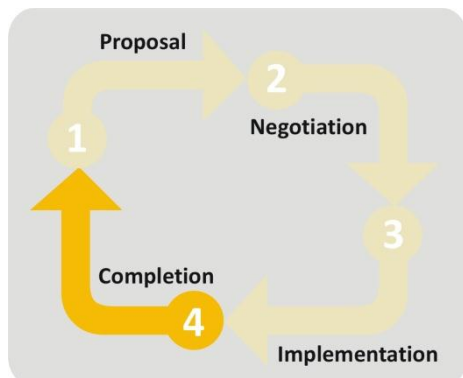 Proposal
1
2
Negotiation
3
Completion
4
Implementation